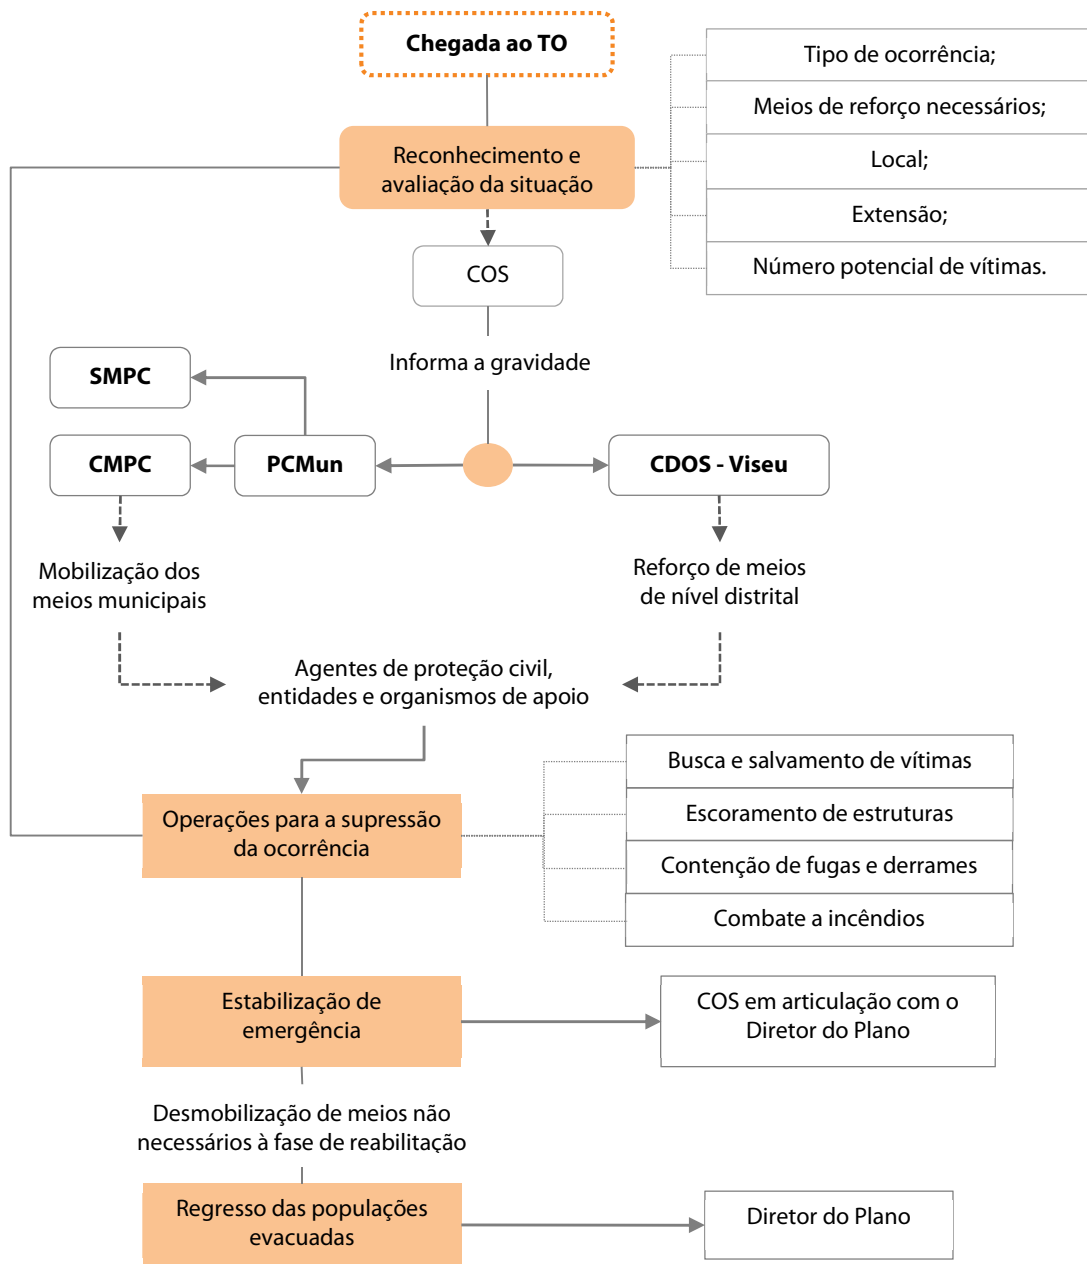 Chegada ao TO
Tipo de ocorrência;
Meios de reforço necessários;
Local;
Extensão;
Número potencial de vítimas.
Reconhecimento e
avaliação da situação
COS
Informa a gravidade
SMPC
CMPC
PCMun
CDOS - Viseu
Mobilização dos
meios municipais
Reforço de meios
de nível distrital
Agentes de proteção civil,
entidades e organismos de apoio
Operações para a supressão
da ocorrência
Busca e salvamento de vítimas
Escoramento de estruturas
Contenção de fugas e derrames
Combate a incêndios
Estabilização de
emergência
COS em articulação com o
Diretor do Plano
Desmobilização de meios não
necessários à fase de reabilitação
Regresso das populações
evacuadas
Diretor do Plano